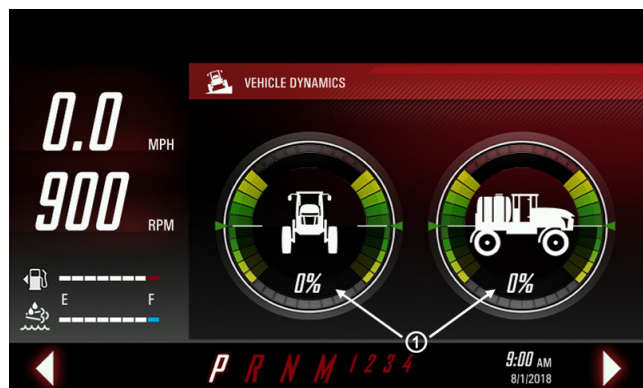 VEHICLE DYNAMICS
0.0 MPH
900 RPM
0% 0%
E F
1
P R N M 1 2 3 4
9:00 AM
8/1/2018